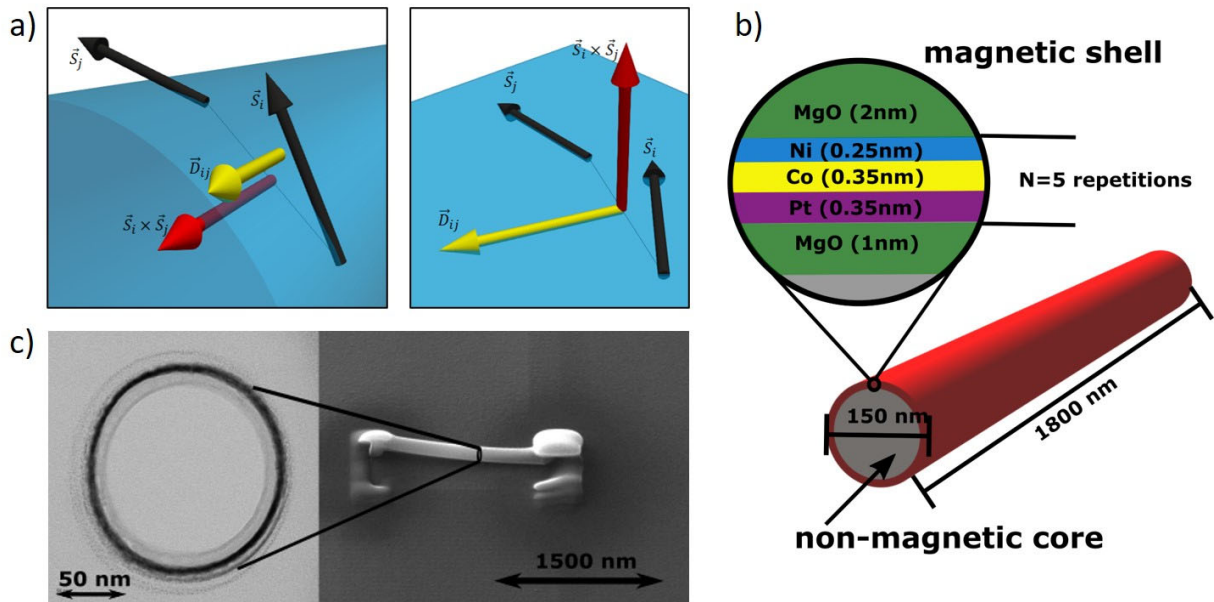 a)
S⃗j
S⃗i
D⃗ij
S⃗i × S⃗j
S⃗i × S⃗j
S⃗j
S⃗i
D⃗ij
b)
magnetic shell
MgO (2nm)
Ni (0.25nm)
Co (0.35nm)
Pt (0.35nm)
MgO (1nm)
N=5 repetitions
150 nm
1800 nm
non-magnetic core
c)
50 nm
1500 nm